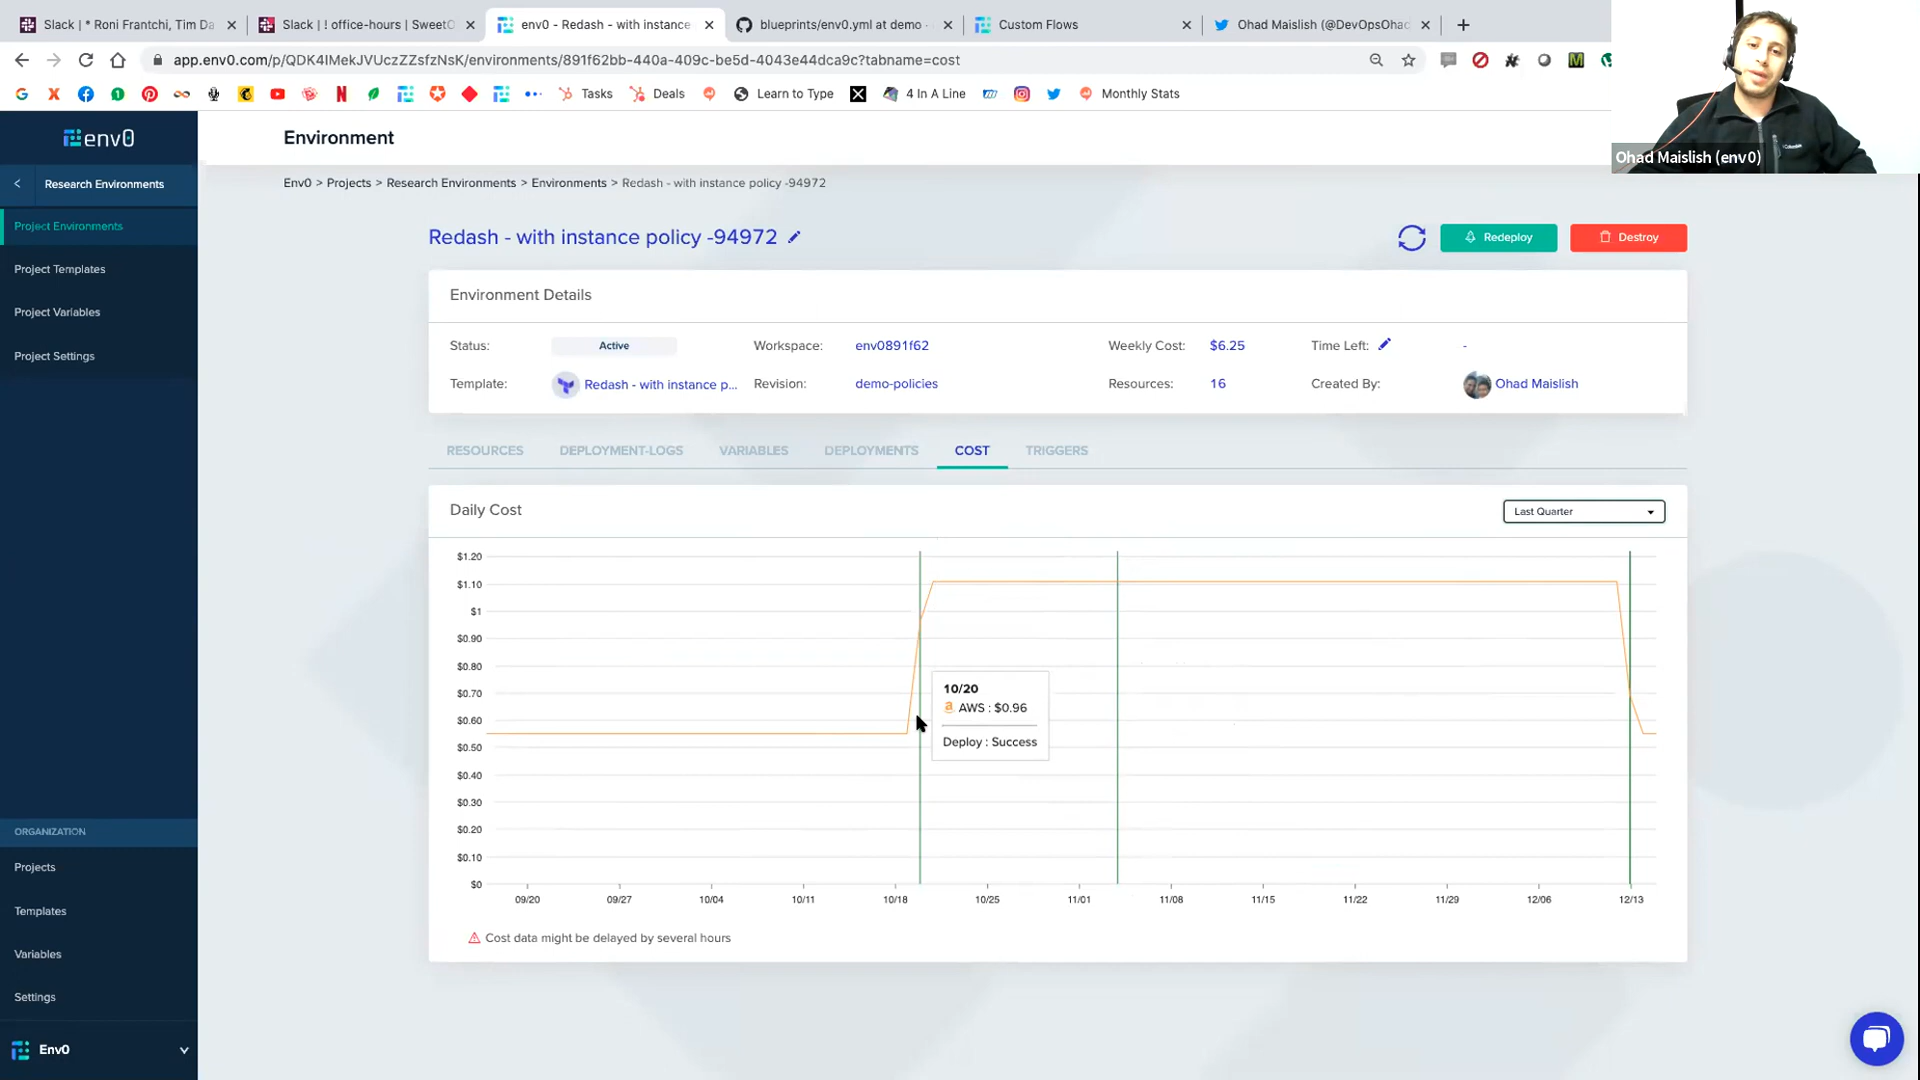 Slack | * Roni Frantchi, Tim Da
Slack | ! office-hours | SweetO
env0 - Redash - with instance
blueprints/env0.yml at demo ·
Custom Flows
Ohad Maislish (@DevOpsOhad
app.env0.com/p/QDK4IMekJVUczZZsfzNsK/environments/891f62bb-440a-409c-be5d-4043e44dca9c?tabname=cost
Tasks
Deals
Learn to Type
4 In A Line
Monthly Stats
Ohad Maislish (env0)
env0
Research Environments
Project Environments
Project Templates
Project Variables
Project Settings
ORGANIZATION
Projects
Templates
Variables
Settings
Env0
Environment
Env0 > Projects > Research Environments > Environments > Redash - with instance policy -94972
Redash - with instance policy -94972
Redeploy
Destroy
Environment Details
Status: Active Workspace: env0891f62 Weekly Cost: $6.25 Time Left: -
Template: Redash - with instance p... Revision: demo-policies Resources: 16 Created By: Ohad Maislish
RESOURCES DEPLOYMENT-LOGS VARIABLES DEPLOYMENTS COST TRIGGERS
Daily Cost
Last Quarter
$1.20
$1.10
$1
$0.90
$0.80
$0.70
$0.60
$0.50
$0.40
$0.30
$0.20
$0.10
$0
10/20
AWS : $0.96
Deploy : Success
09/20 09/27 10/04 10/11 10/18 10/25 11/01 11/08 11/15 11/22 11/29 12/06 12/13
Cost data might be delayed by several hours